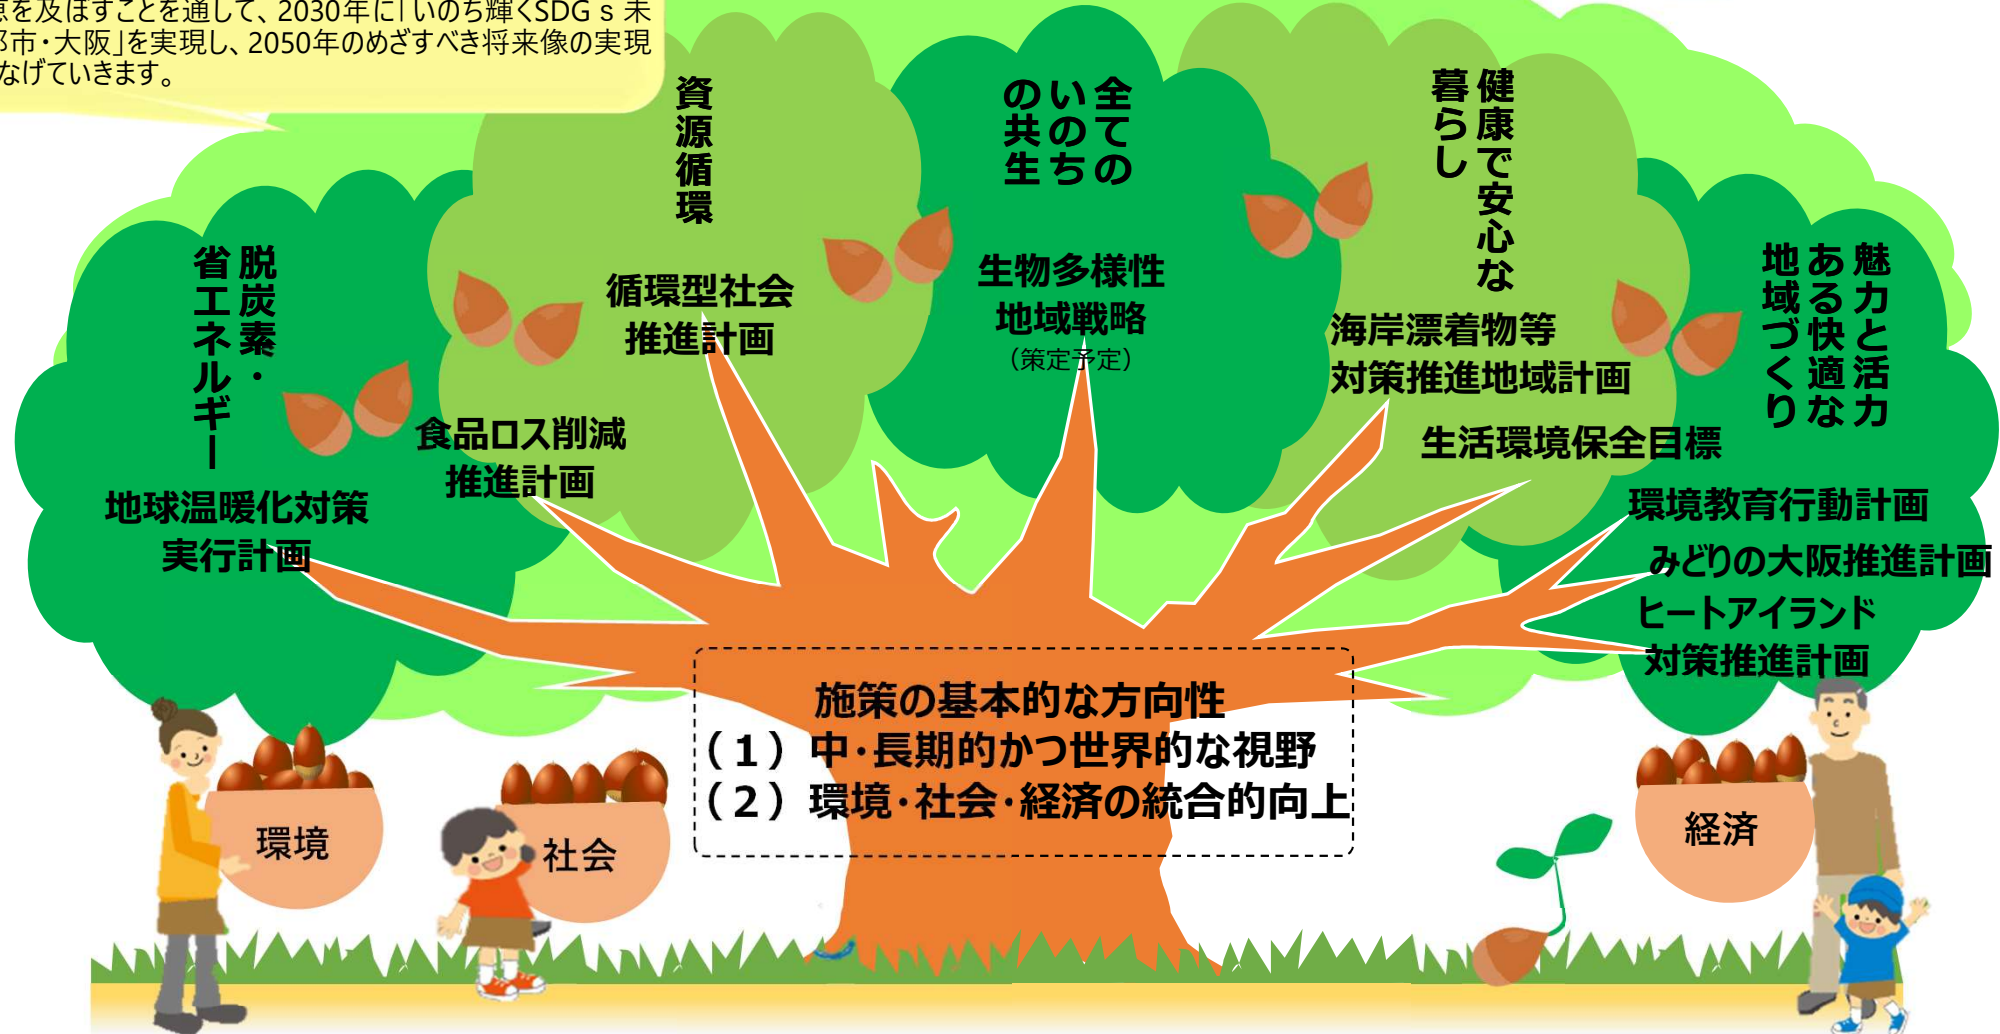 を及ぼすことを通して、2030年に「いのち輝くSDGｓ未
都市・大阪」を実現し、2050年のめざすべき将来像の実現
なげていきます。
脱炭素・
省エネルギー
地球温暖化対策
実行計画
資源循環
循環型社会
推進計画
食品ロス削減
推進計画
全ての
いのち
の共生
生物多様性
地域戦略
（策定予定）
健康で安心な
暮らし
海岸漂着物等
対策推進地域計画
生活環境保全目標
魅力と活力
ある快適な
地域づくり
環境教育行動計画
みどりの大阪推進計画
ヒートアイランド
対策推進計画
施策の基本的な方向性
（１）中・長期的かつ世界的な視野
（２）環境・社会・経済の統合的向上
環境
社会
経済